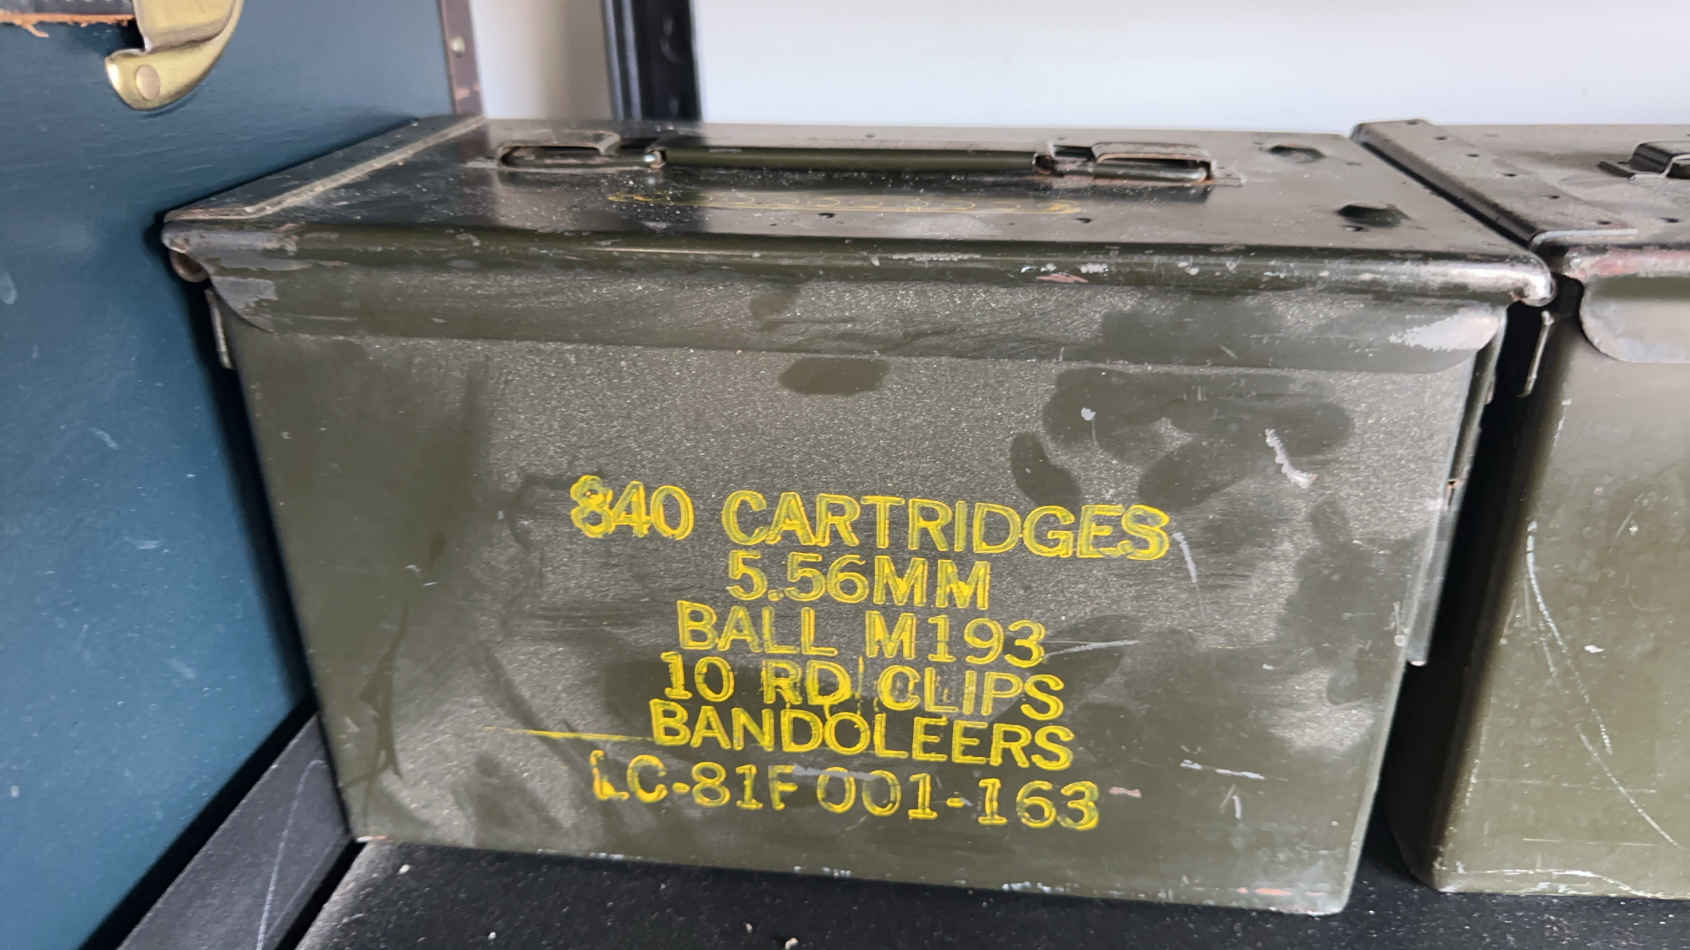 840 CARTRIDGES
5.56MM
BALL M193
10 RD CLIPS
BANDOLEERS
LC-81F001-163